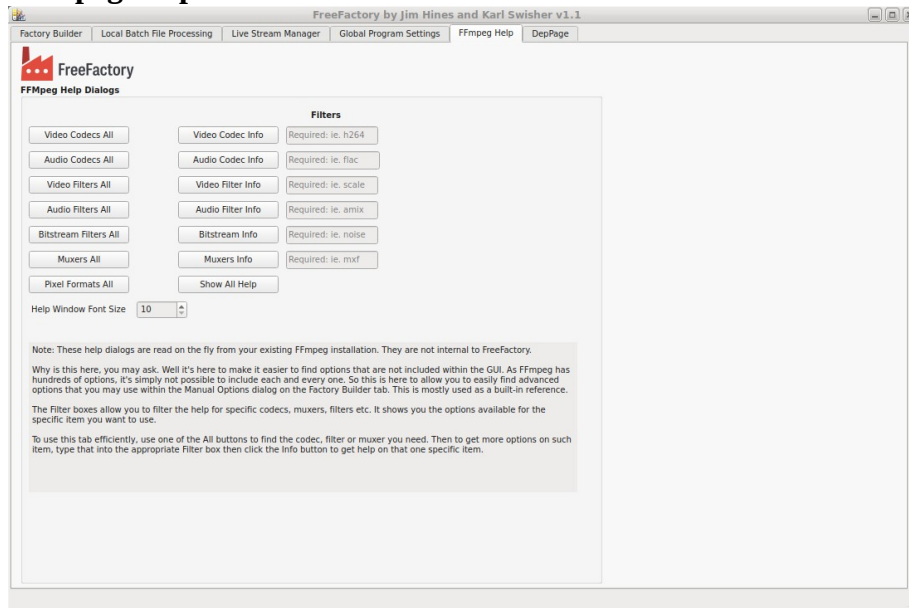 FreeFactory by Jim Hines and Karl Swisher v1.1
Factory Builder
Local Batch File Processing
Live Stream Manager
Global Program Settings
FFmpeg Help
DepPage
FreeFactory
FFMpeg Help Dialogs
Filters
Video Codecs All
Video Codec Info
Required: ie. h264
Audio Codecs All
Audio Codec Info
Required: ie. flac
Video Filters All
Video Filter Info
Required: ie. scale
Audio Filters All
Audio Filter Info
Required: ie. amix
Bitstream Filters All
Bitstream Info
Required: ie. noise
Muxers All
Muxers Info
Required: ie. mxf
Pixel Formats All
Show All Help
Help Window Font Size
10
Note: These help dialogs are read on the fly from your existing FFmpeg installation. They are not internal to FreeFactory.
Why is this here, you may ask. Well it's here to make it easier to find options that are not included within the GUI. As FFmpeg has
hundreds of options, it's simply not possible to include each and every one. So this is here to allow you to easily find advanced
options that you may use within the Manual Options dialog on the Factory Builder tab. This is mostly used as a built-in reference.
The Filter boxes allow you to filter the help for specific codecs, muxers, filters etc. It shows you the options available for the
specific item you want to use.
To use this tab efficiently, use one of the All buttons to find the codec, filter or muxer you need. Then to get more options on such
item, type that into the appropriate Filter box then click the Info button to get help on that one specific item.